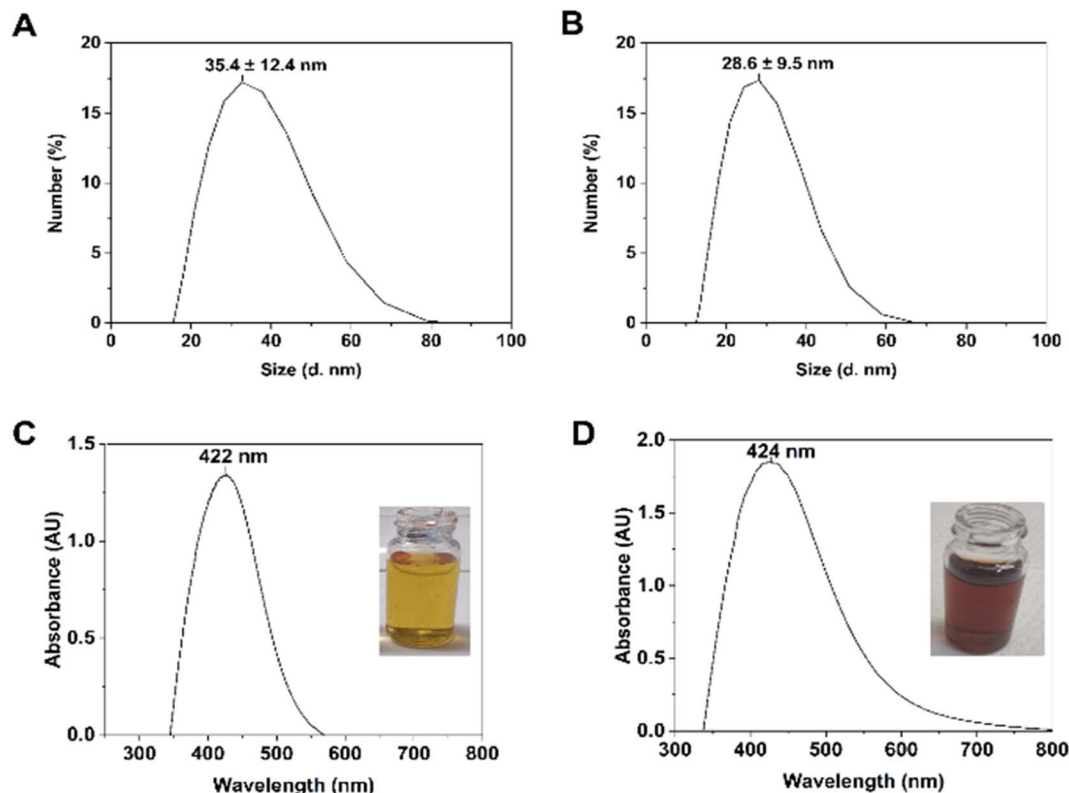 A
20
15
10
5
0
Number (%)
35.4 ± 12.4 nm
0 20 40 60 80 100
Size (d. nm)
B
20
15
10
5
0
Number (%)
28.6 ± 9.5 nm
0 20 40 60 80 100
Size (d. nm)
C
1.5
1.0
0.5
0.0
Absorbance (AU)
422 nm
300 400 500 600 700 800
Wavelength (nm)
D
2.0
1.5
1.0
0.5
0.0
Absorbance (AU)
424 nm
300 400 500 600 700 800
Wavelength (nm)